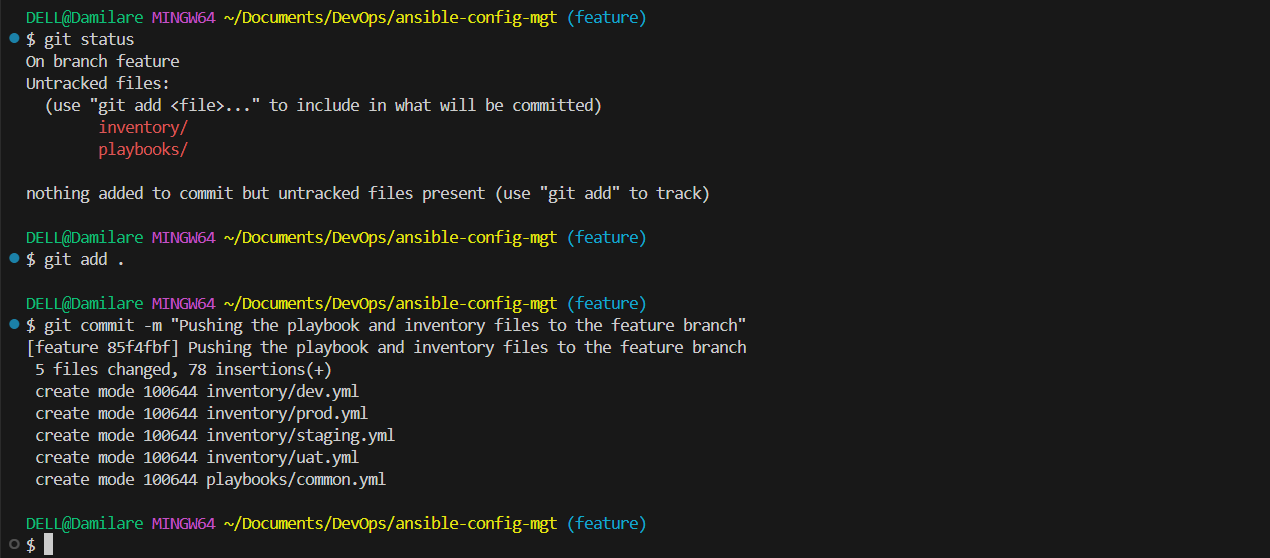 DELL@Damilare MINGW64 ~/Documents/DevOps/ansible-config-mgt (feature)
$ git status
On branch feature
Untracked files:
  (use "git add <file>..." to include in what will be committed)
        inventory/
        playbooks/

nothing added to commit but untracked files present (use "git add" to track)

DELL@Damilare MINGW64 ~/Documents/DevOps/ansible-config-mgt (feature)
$ git add .

DELL@Damilare MINGW64 ~/Documents/DevOps/ansible-config-mgt (feature)
$ git commit -m "Pushing the playbook and inventory files to the feature branch"
[feature 85f4fbf] Pushing the playbook and inventory files to the feature branch
 5 files changed, 78 insertions(+)
 create mode 100644 inventory/dev.yml
 create mode 100644 inventory/prod.yml
 create mode 100644 inventory/staging.yml
 create mode 100644 inventory/uat.yml
 create mode 100644 playbooks/common.yml

DELL@Damilare MINGW64 ~/Documents/DevOps/ansible-config-mgt (feature)
$